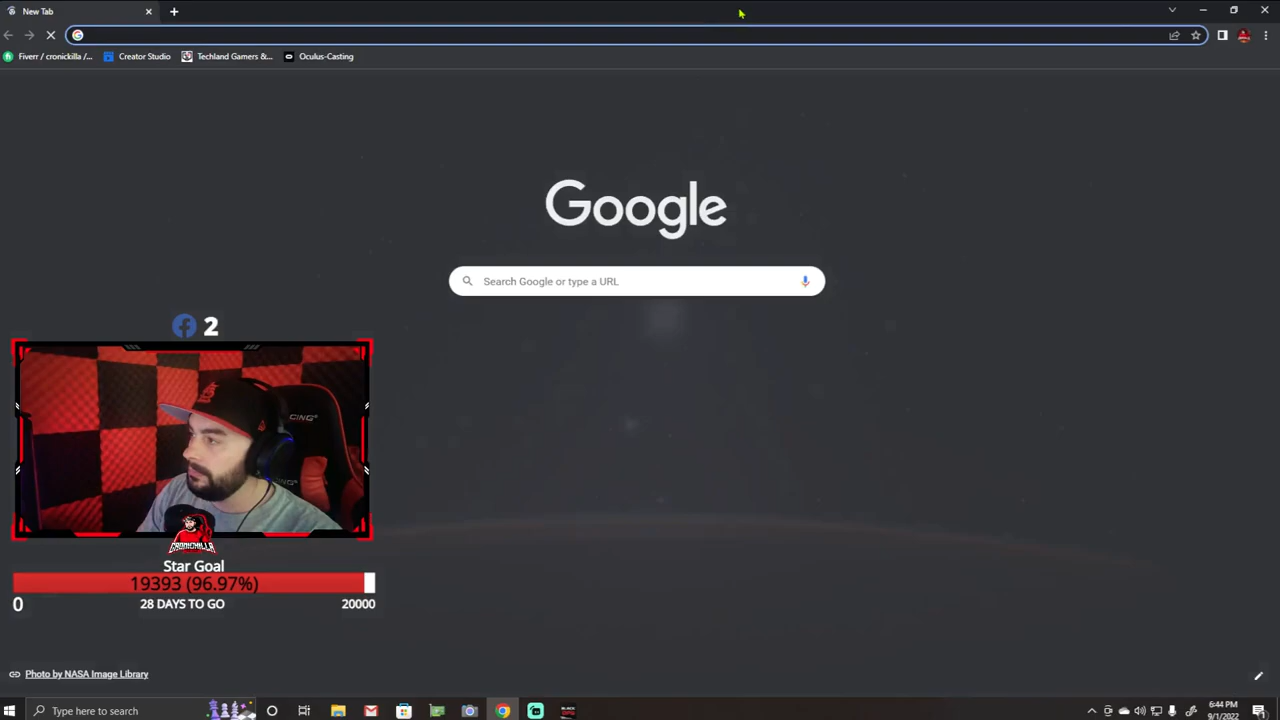 New Tab
Fiverr / cronickilla /...
Creator Studio
Techland Gamers &...
Oculus-Casting
Google
Search Google or type a URL
2
CING
CRONICKILLA
Star Goal
19393 (96.97%)
0
28 DAYS TO GO
20000
Photo by NASA Image Library
Type here to search
6:44 PM
9/1/2022